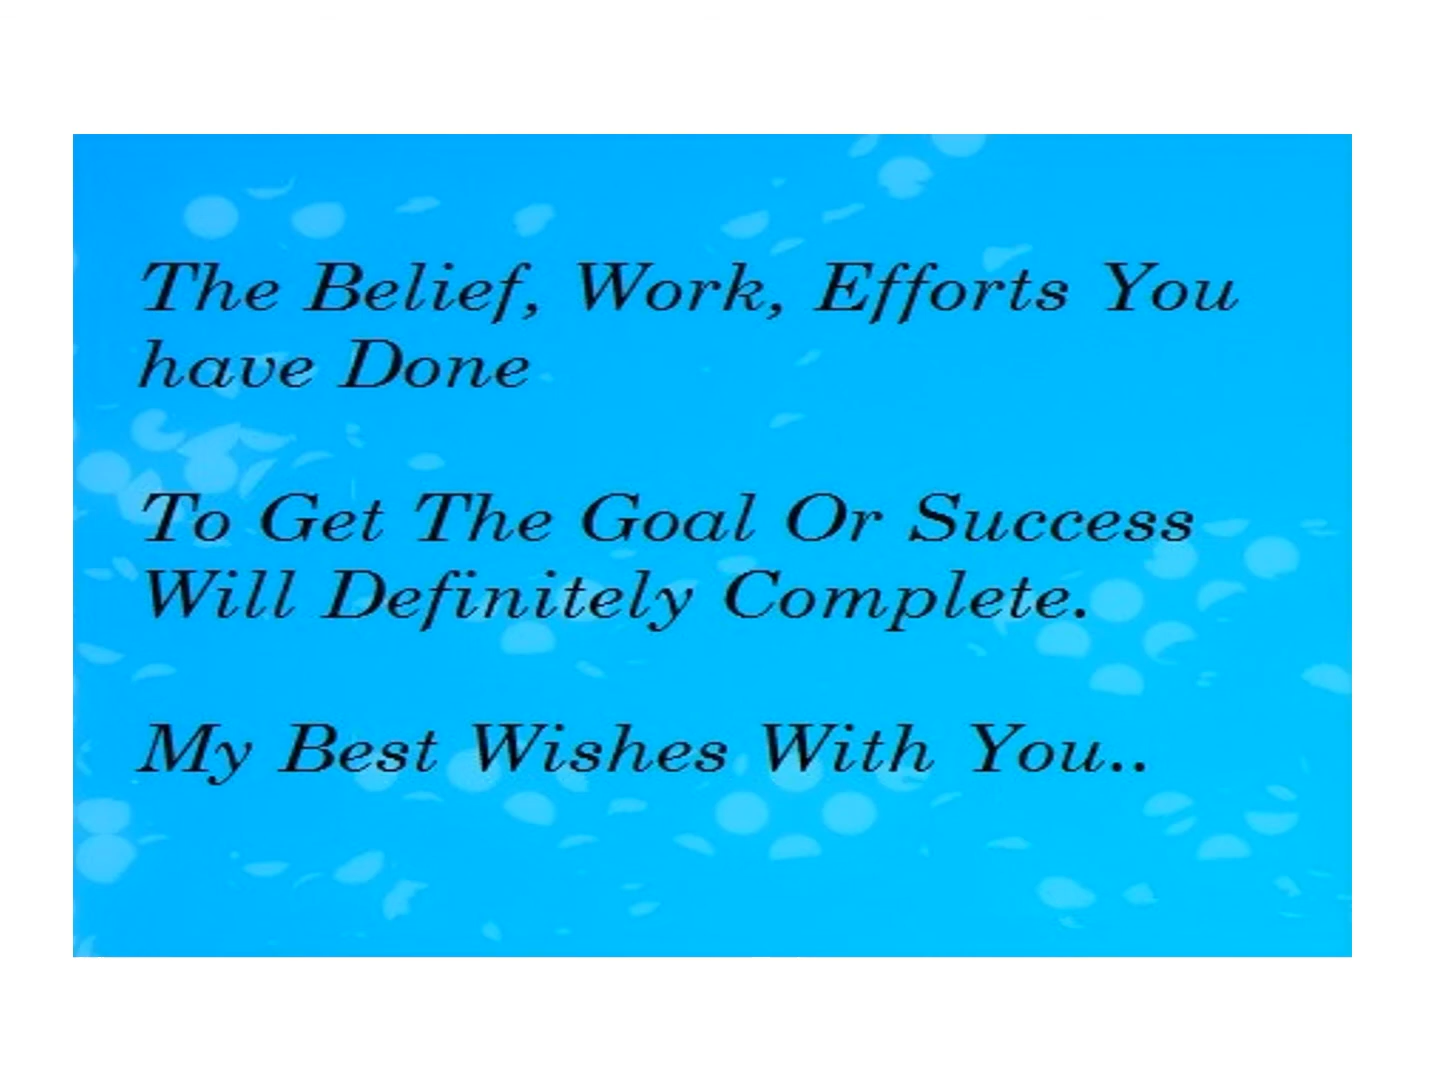 The Belief, Work, Efforts You
have Done
To Get The Goal Or Success
Will Definitely Complete.
My Best Wishes With You..